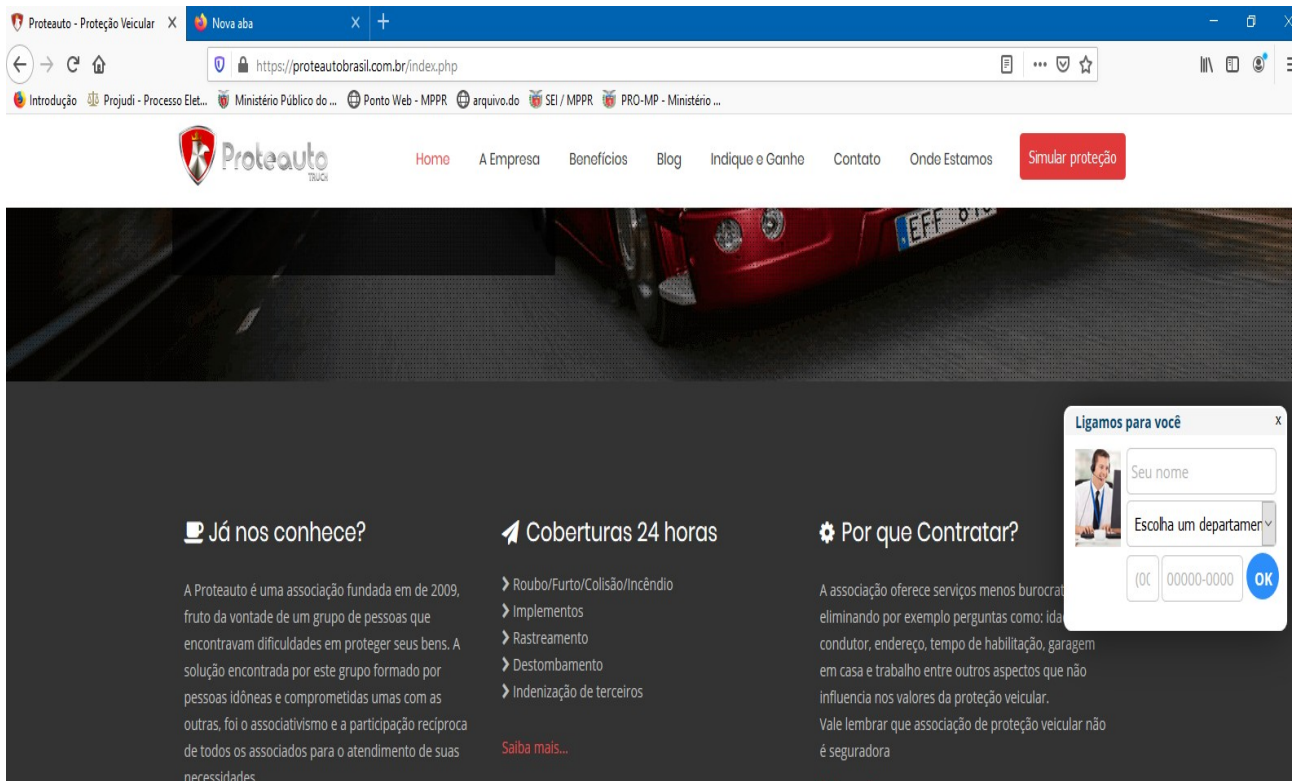 Proteauto - Proteção Veicular
Nova aba
https://proteautobrasil.com.br/index.php
Introdução Projudi - Processo Elet... Ministério Público do ... Ponto Web - MPPR arquivo.do SEI / MPPR PRO-MP - Ministério ...
Proteauto
TRUCK
Home A Empresa Benefícios Blog Indique e Ganhe Contato Onde Estamos Simular proteção
Ligamos para você x
Seu nome
Escolha um departamer
(0( 00000-0000 OK
Já nos conhece?
A Proteauto é uma associação fundada em de 2009,
fruto da vontade de um grupo de pessoas que
encontravam dificuldades em proteger seus bens. A
solução encontrada por este grupo formado por
pessoas idôneas e comprometidas umas com as
outras, foi o associativismo e a participação recíproca
de todos os associados para o atendimento de suas
necessidades
Coberturas 24 horas
Roubo/Furto/Colisão/Incêndio
Implementos
Rastreamento
Destombamento
Indenização de terceiros
Saiba mais...
Por que Contratar?
A associação oferece serviços menos burocrat
eliminando por exemplo perguntas como: ida
condutor, endereço, tempo de habilitação, garagem
em casa e trabalho entre outros aspectos que não
influencia nos valores da proteção veicular.
Vale lembrar que associação de proteção veicular não
é seguradora